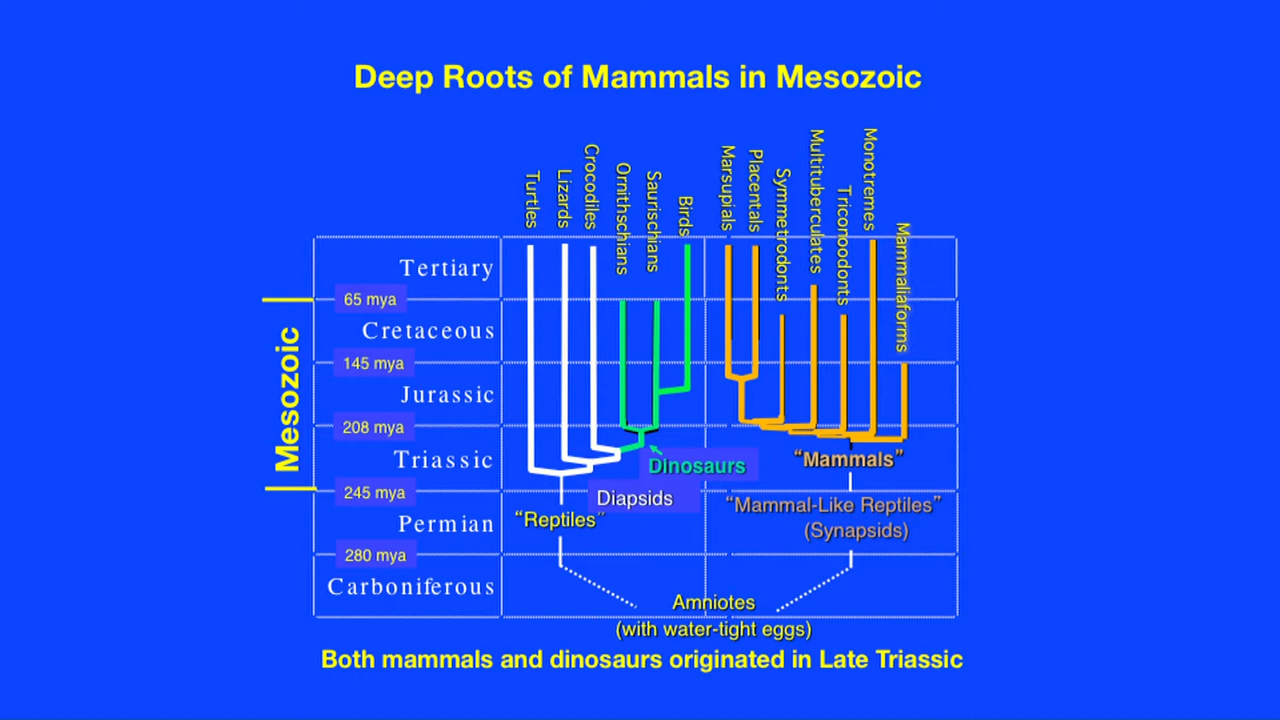 Deep Roots of Mammals in Mesozoic
Turtles
Lizards
Crocodiles
Ornithschians
Saurischians
Birds
Marsupials
Placentals
Symmetrodonts
Multituberculates
Triconoodonts
Monotremes
Mammaliaforms
Mesozoic
Tertiary
65 mya
Cretaceous
145 mya
Jurassic
208 mya
Triassic
245 mya
Permian
280 mya
Carboniferous
Dinosaurs
Diapsids
“Reptiles”
“Mammals”
“Mammal-Like Reptiles”
(Synapsids)
Amniotes
(with water-tight eggs)
Both mammals and dinosaurs originated in Late Triassic